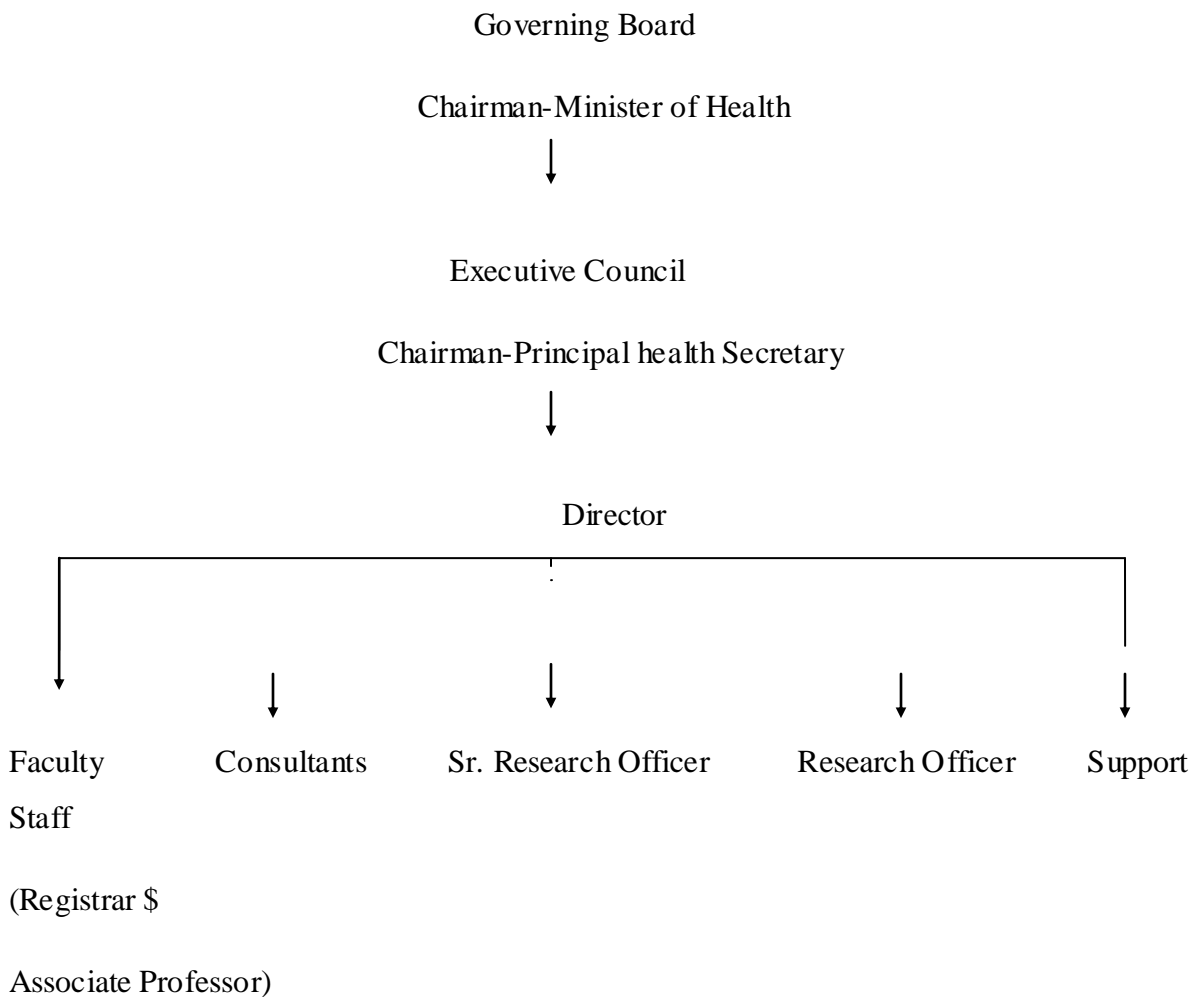 Governing Board
Chairman-Minister of Health
Executive Council
Chairman-Principal health Secretary
Director
Faculty Consultants Sr. Research Officer Research Officer Support
Staff
(Registrar $
Associate Professor)